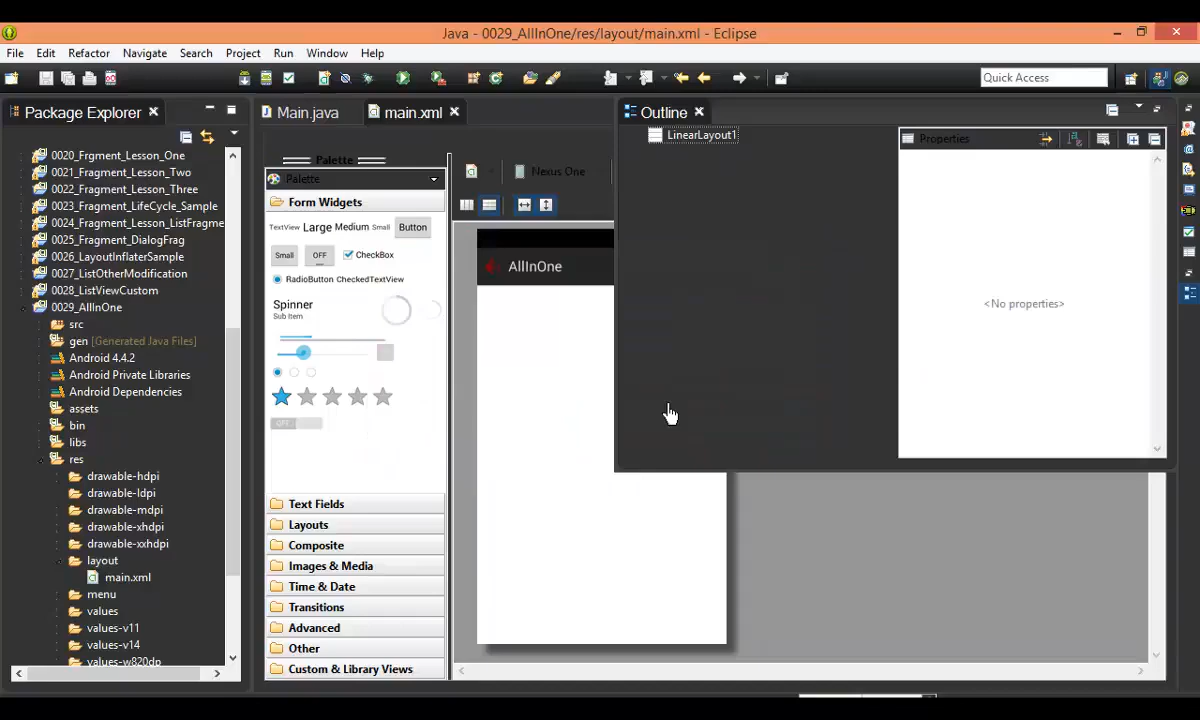 Java - 0029_AllInOne/res/layout/main.xml - Eclipse
File Edit Refactor Navigate Search Project Run Window Help
Quick Access
Package Explorer
Main.java
main.xml
Outline
LinearLayout1
Properties
<No properties>
0020_Frgment_Lesson_One
0021_Fragment_Lesson_Two
0022_Fragment_Lesson_Three
0023_Fragment_LifeCycle_Sample
0024_Fragment_Lesson_ListFragme
0025_Fragment_DialogFrag
0026_LayoutInflaterSample
0027_ListOtherModification
0028_ListViewCustom
0029_AllInOne
src
gen [Generated Java Files]
Android 4.4.2
Android Private Libraries
Android Dependencies
assets
bin
libs
res
drawable-hdpi
drawable-ldpi
drawable-mdpi
drawable-xhdpi
drawable-xxhdpi
layout
main.xml
menu
values
values-v11
values-v14
values-w820dp
Palette
Palette
Form Widgets
TextView Large Medium Small Button
Small OFF CheckBox
RadioButton CheckedTextView
Spinner
Sub Item
OFF
Text Fields
Layouts
Composite
Images & Media
Time & Date
Transitions
Advanced
Other
Custom & Library Views
Nexus One
AllInOne